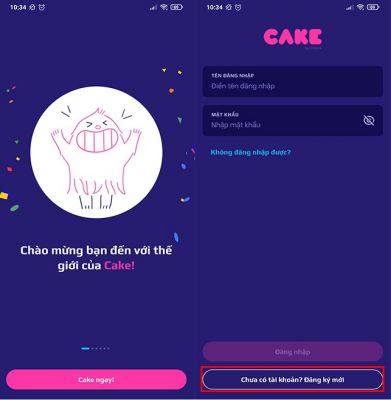 10:34
Chào mừng bạn đến với thế
giới của Cake!
Cake ngay!
10:34
CAKE
TÊN ĐĂNG NHẬP
Điền tên đăng nhập
MẬT KHẨU
Nhập mật khẩu
Không đăng nhập được?
Đăng nhập
Chưa có tài khoản? Đăng ký mới